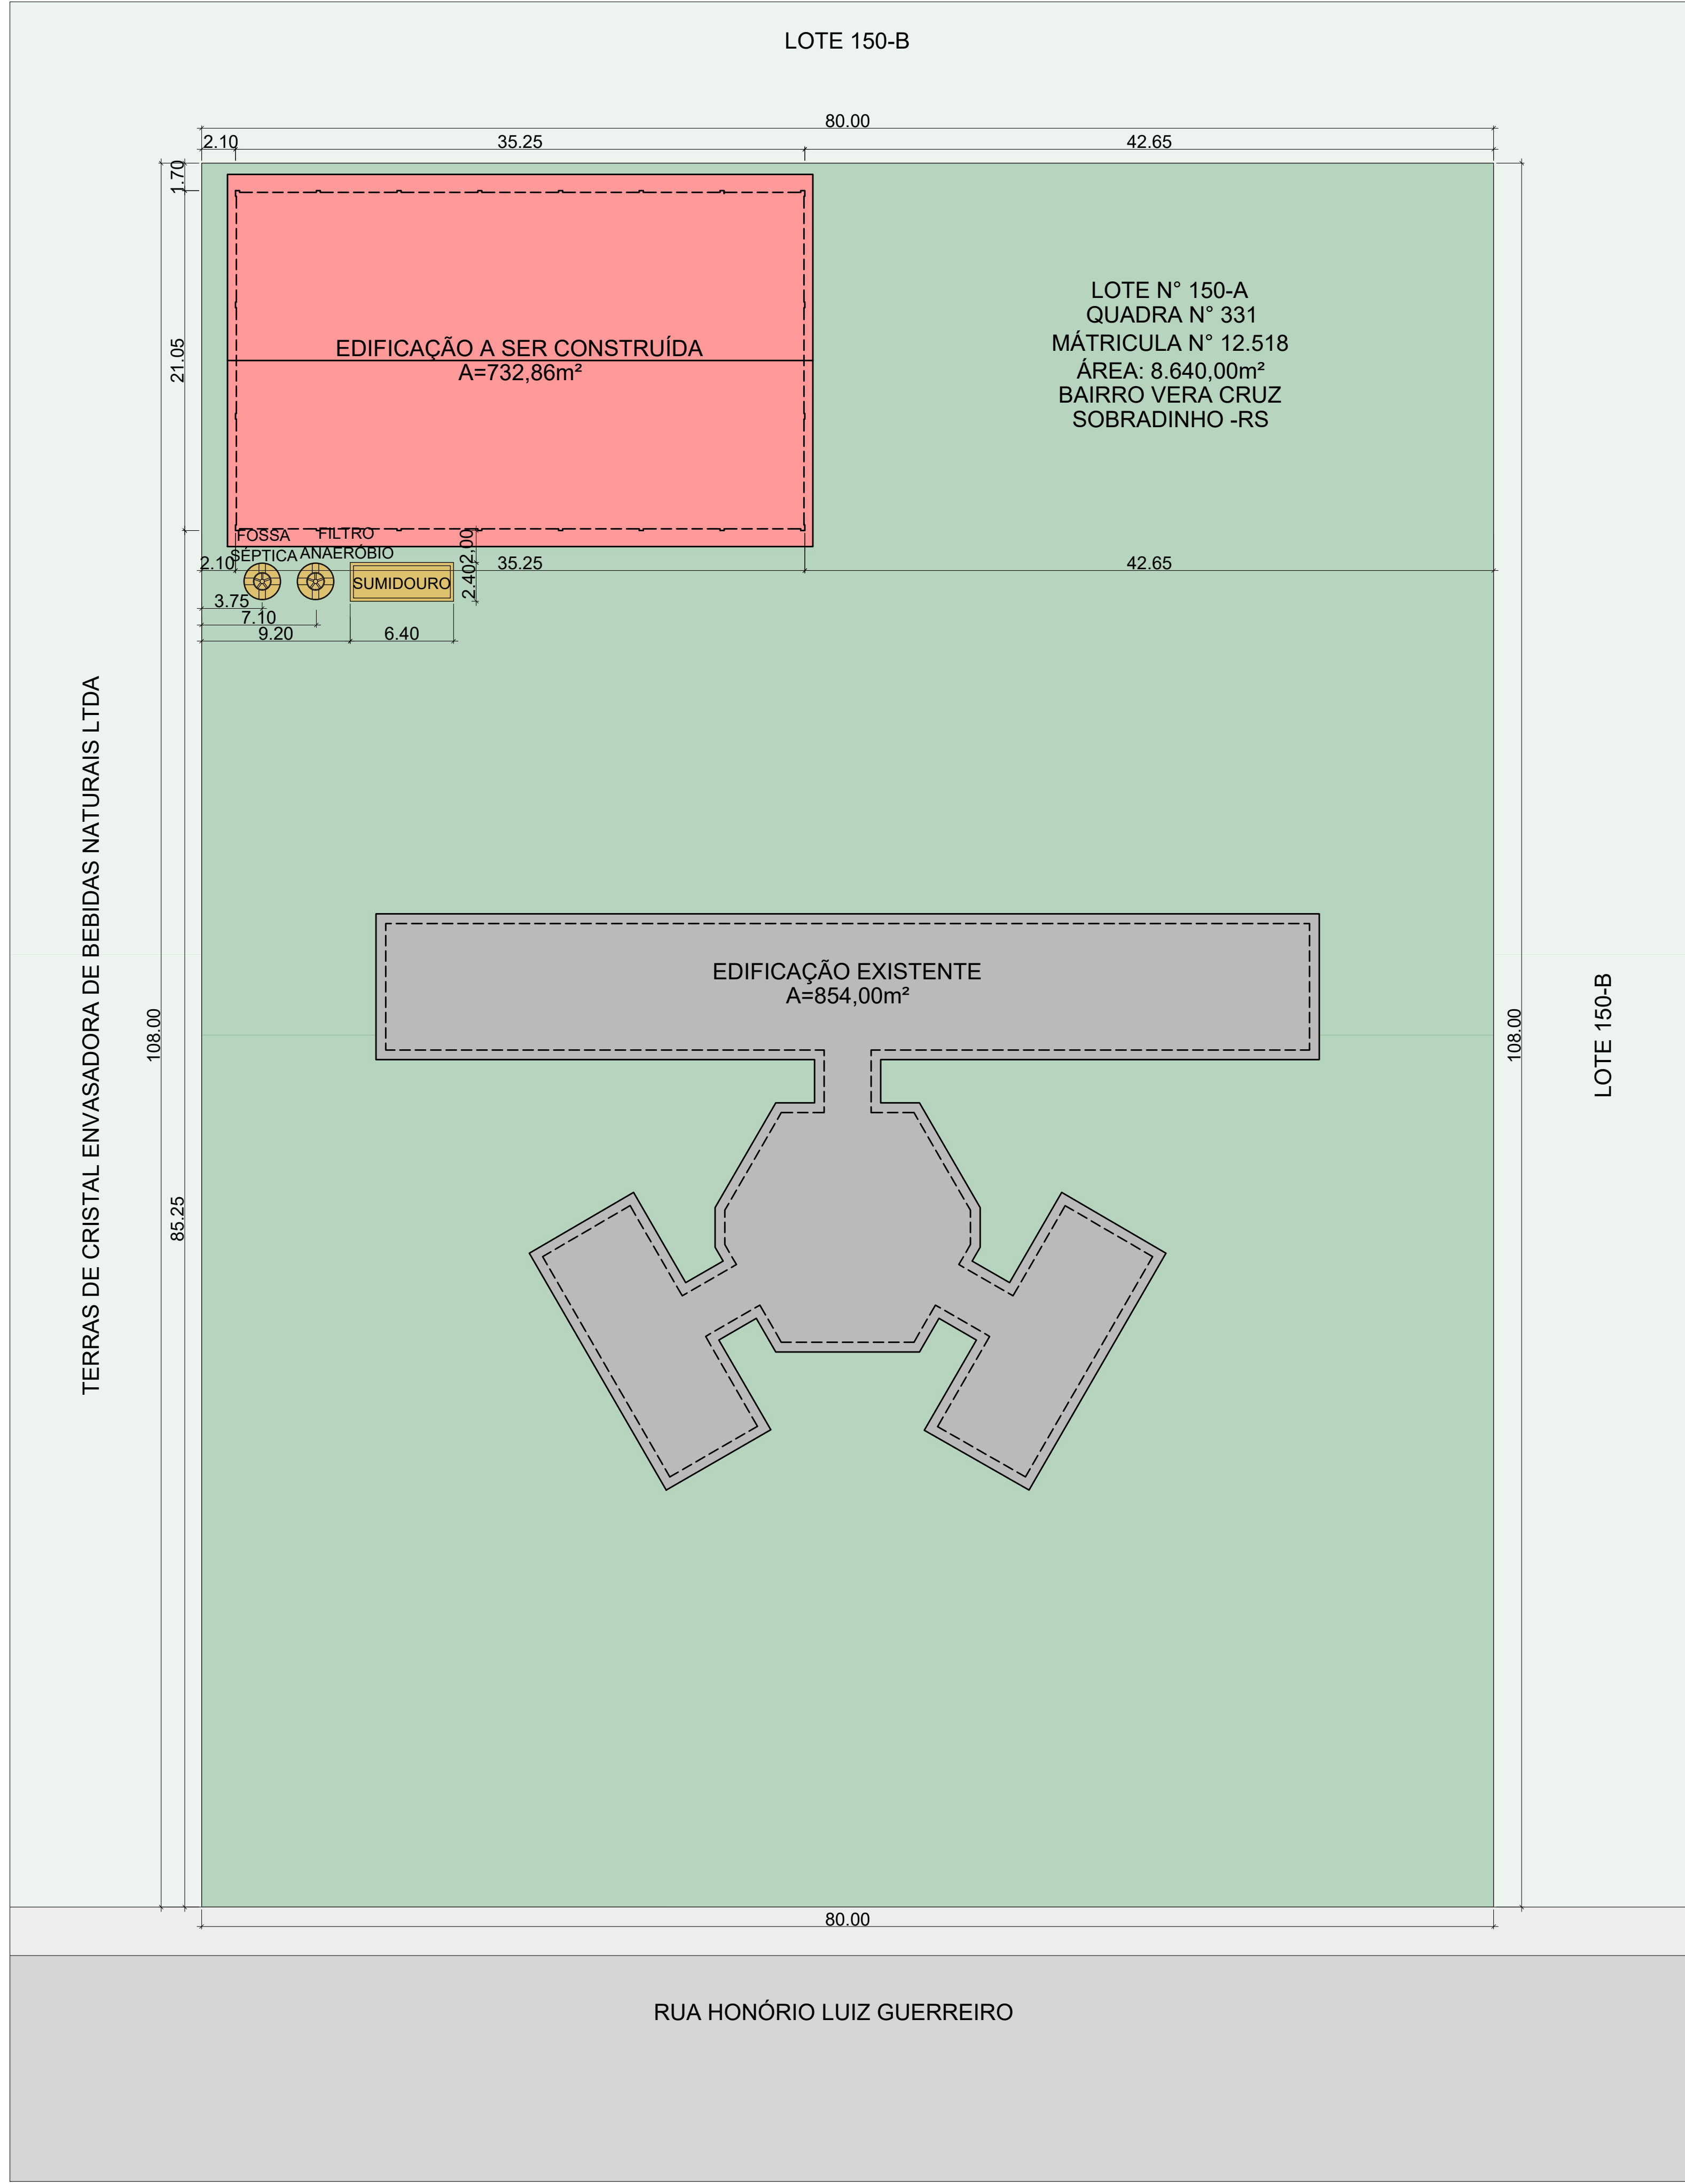 LOTE 150-B
80.00
2.10
35.25
42.65
1.70
LOTE N° 150-A
QUADRA N° 331
MÁTRICULA N° 12.518
ÁREA: 8.640,00m²
BAIRRO VERA CRUZ
SOBRADINHO -RS
21.05
EDIFICAÇÃO A SER CONSTRUÍDA
A=732,86m²
FOSSA
SÉPTICA
FILTRO
ANAERÓBIO
2,00
2.10
35.25
42.65
SUMIDOURO
2.40
3.75
7.10
9.20
6.40
TERRAS DE CRISTAL ENVASADORA DE BEBIDAS NATURAIS LTDA
EDIFICAÇÃO EXISTENTE
A=854,00m²
108.00
108.00
LOTE 150-B
85.25
80.00
RUA HONÓRIO LUIZ GUERREIRO